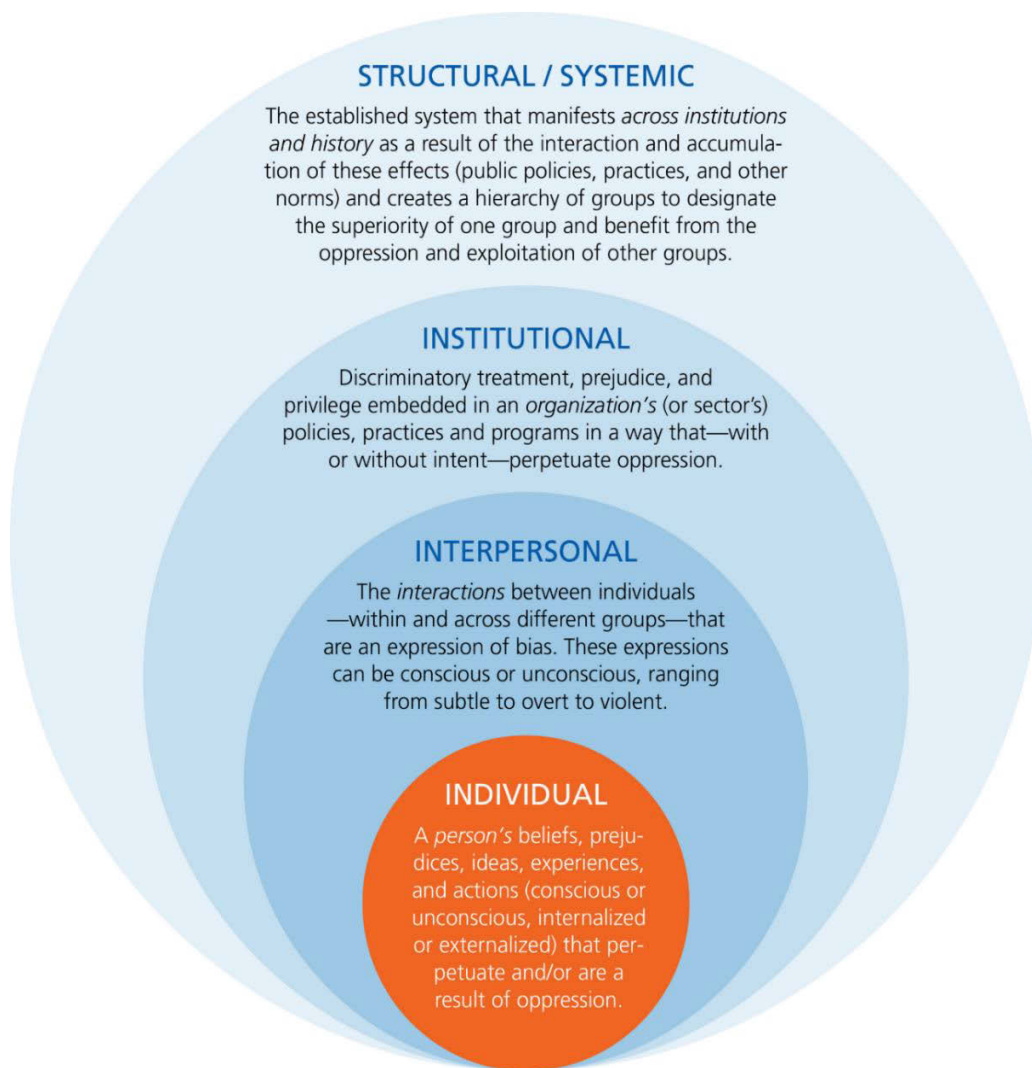 STRUCTURAL / SYSTEMIC
The established system that manifests across institutions
and history as a result of the interaction and accumula-
tion of these effects (public policies, practices, and other
norms) and creates a hierarchy of groups to designate
the superiority of one group and benefit from the
oppression and exploitation of other groups.
INSTITUTIONAL
Discriminatory treatment, prejudice, and
privilege embedded in an organization's (or sector's)
policies, practices and programs in a way that—with
or without intent—perpetuate oppression.
INTERPERSONAL
The interactions between individuals
—within and across different groups—that
are an expression of bias. These expressions
can be conscious or unconscious, ranging
from subtle to overt to violent.
INDIVIDUAL
A person's beliefs, preju-
dices, ideas, experiences,
and actions (conscious or
unconscious, internalized
or externalized) that per-
petuate and/or are a
result of oppression.